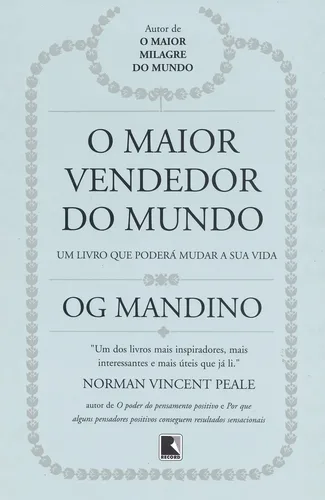 Autor de
O MAIOR
MILAGRE
DO MUNDO
O MAIOR
VENDEDOR
DO MUNDO
UM LIVRO QUE PODERÁ MUDAR A SUA VIDA
OG MANDINO
"Um dos livros mais inspiradores, mais
interessantes e mais úteis que já li."
NORMAN VINCENT PEALE
autor de O poder do pensamento positivo e Por que
alguns pensadores positivos conseguem resultados sensacionais
RECORD